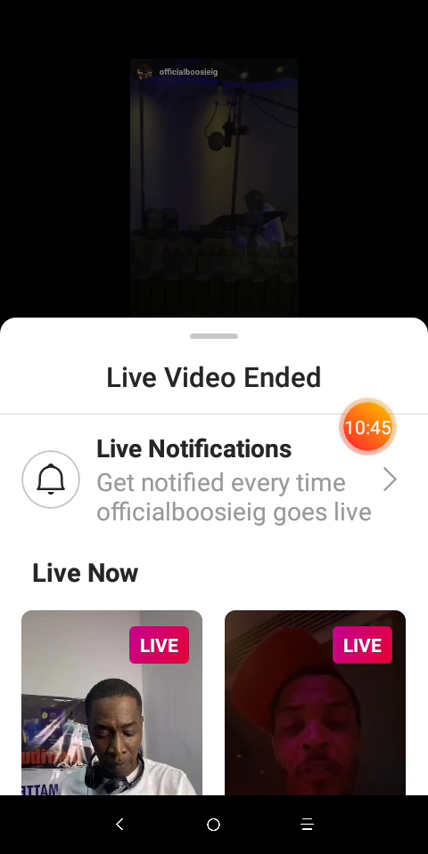 officialboosieig
Live Video Ended
10:45
Live Notifications
Get notified every time
officialboosieig goes live
Live Now
LIVE
LIVE